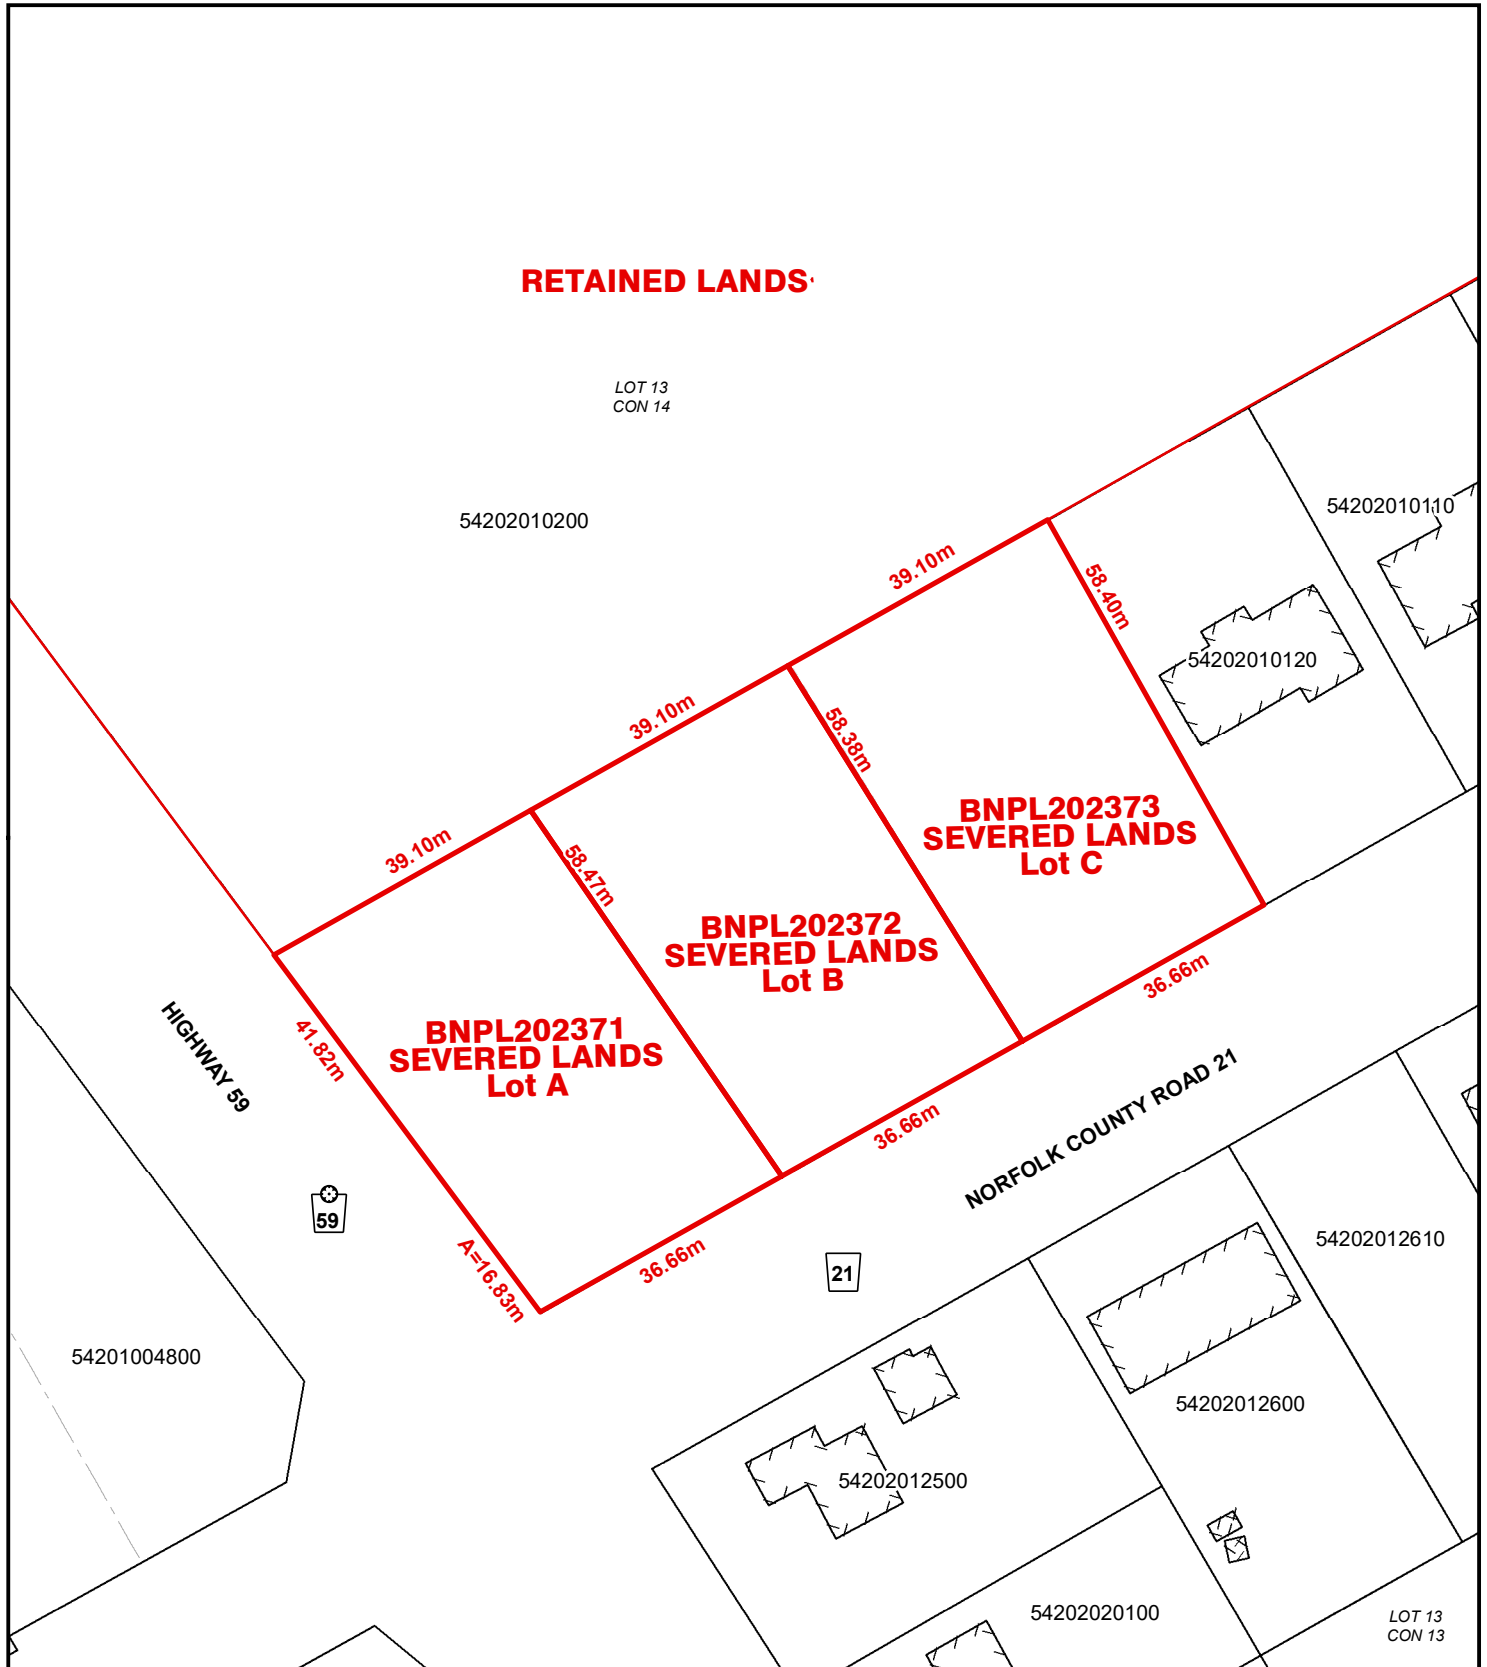 RETAINED LANDS
LOT 13
CON 14
54202010200
54202010110
39.10m
58.40m
54202010120
39.10m
58.38m
BNPL202373
SEVERED LANDS
Lot C
39.10m
58.47m
BNPL202372
SEVERED LANDS
Lot B
36.66m
HIGHWAY 59
41.82m
BNPL202371
SEVERED LANDS
Lot A
36.66m
NORFOLK COUNTY ROAD 21
59
A=16.83m
36.66m
21
54202012610
54201004800
54202012600
54202012500
54202020100
LOT 13
CON 13